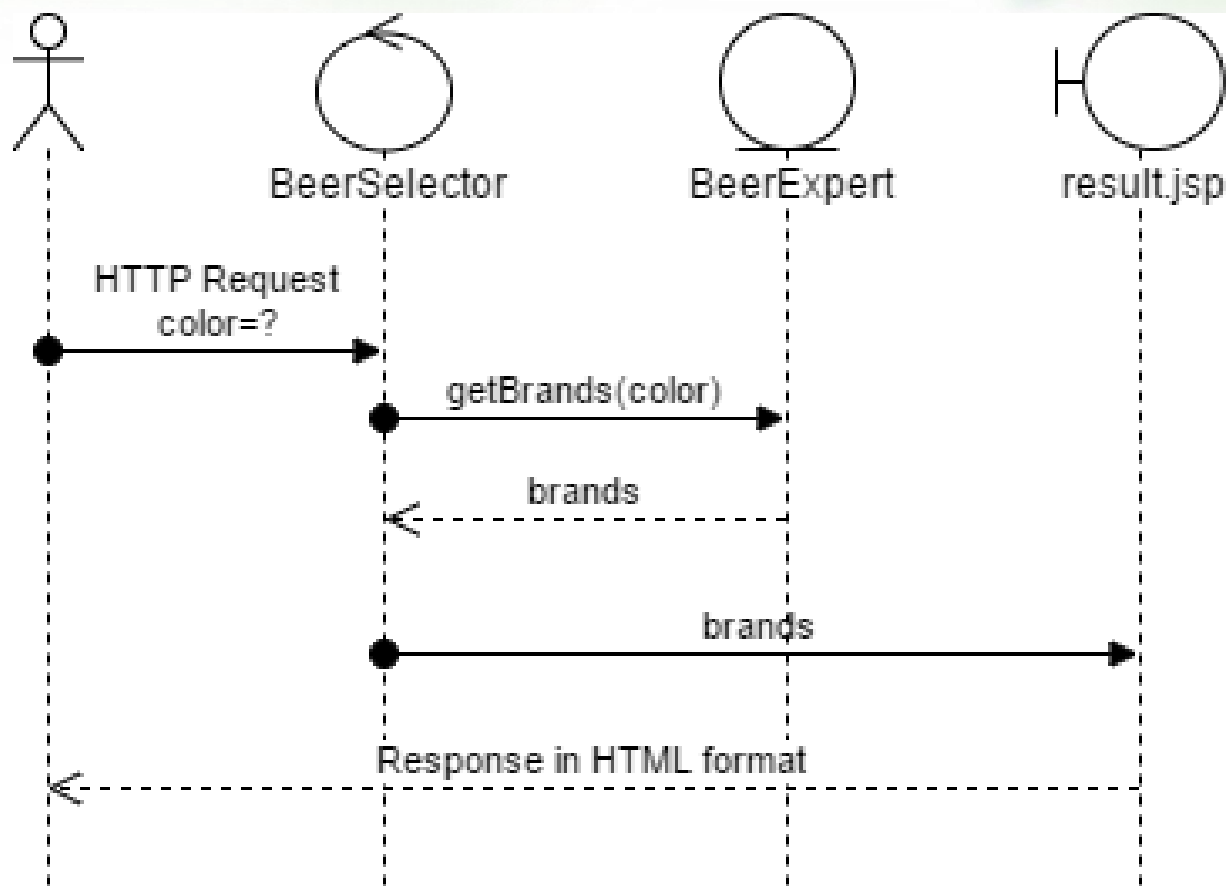 BeerSelector
BeerExpert
result.jsp
HTTP Request
color=?
getBrands(color)
brands
brands
Response in HTML format